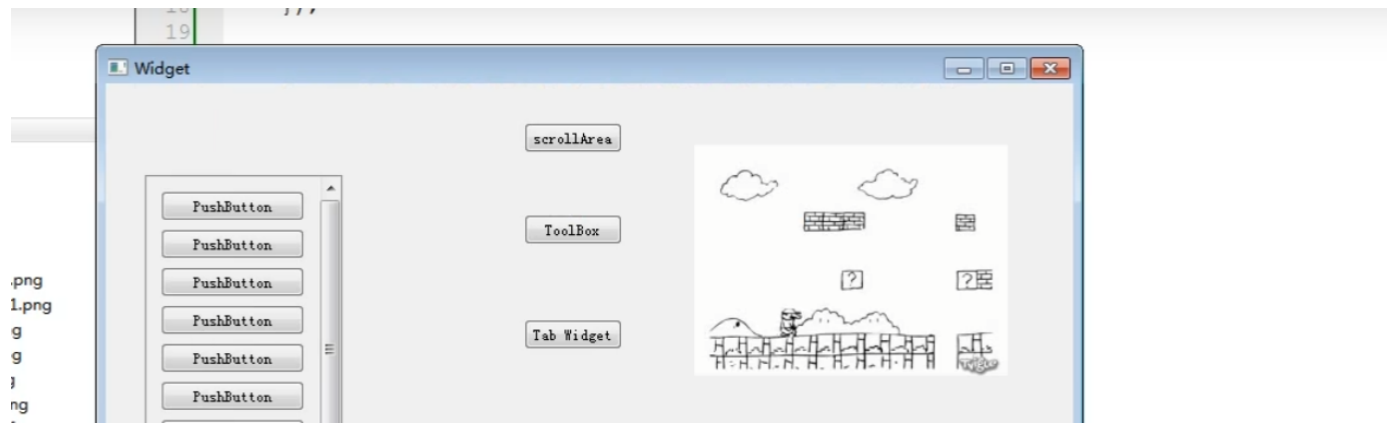 19
Widget
scrollArea
PushButton
ToolBox
PushButton
.png
PushButton
?
?
1.png
PushButton
g
Tab Widget
g
PushButton
PushButton
ng